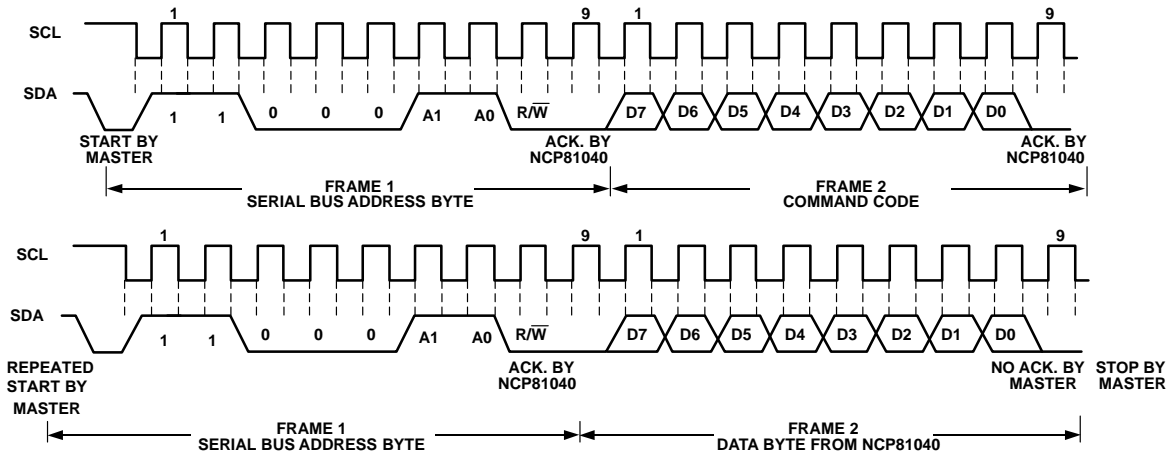 1 9 1 9
SCL
SDA
1 1 0 0 0 A1 A0 R/W̅ D7 D6 D5 D4 D3 D2 D1 D0
START BY
MASTER
ACK. BY
NCP81040
ACK. BY
NCP81040
FRAME 1
SERIAL BUS ADDRESS BYTE
FRAME 2
COMMAND CODE
1 9 1 9
SCL
SDA
1 1 0 0 0 A1 A0 R/W̅ D7 D6 D5 D4 D3 D2 D1 D0
REPEATED
START BY
MASTER
ACK. BY
NCP81040
NO ACK. BY
MASTER
STOP BY
MASTER
FRAME 1
SERIAL BUS ADDRESS BYTE
FRAME 2
DATA BYTE FROM NCP81040